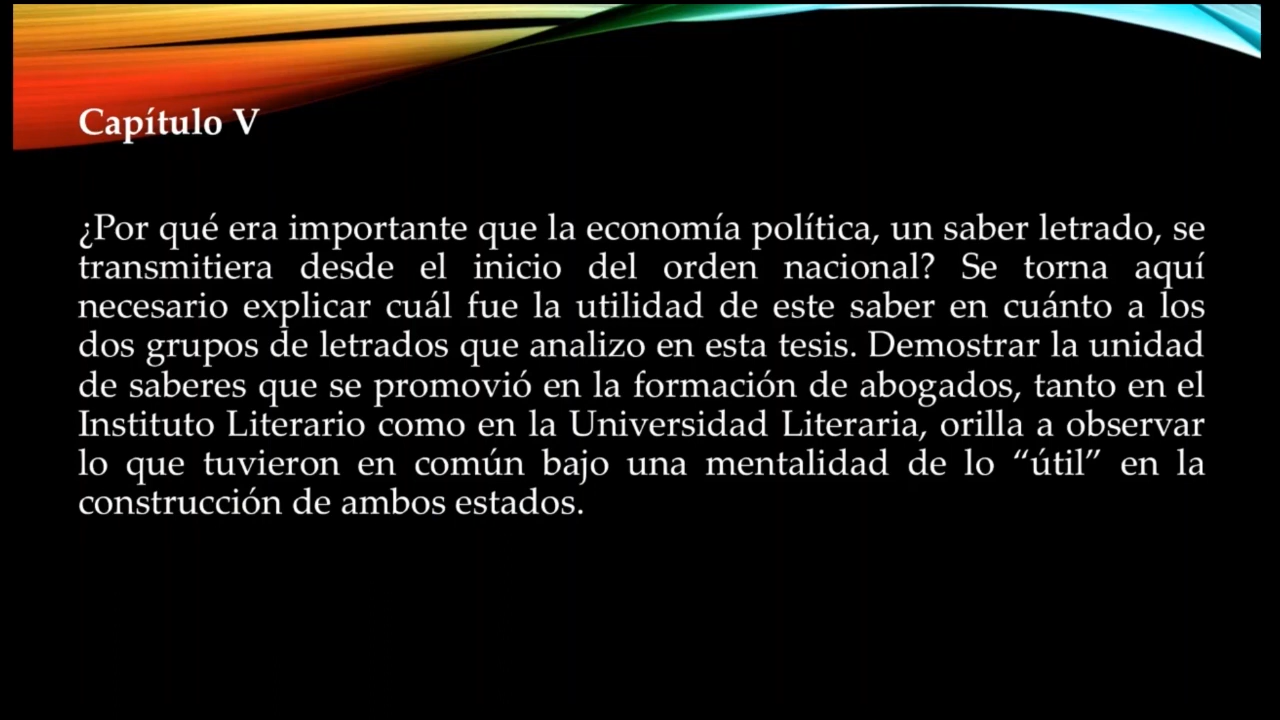 Capítulo V
¿Por qué era importante que la economía política, un saber letrado, se
transmitiera desde el inicio del orden nacional? Se torna aquí
necesario explicar cuál fue la utilidad de este saber en cuánto a los
dos grupos de letrados que analizo en esta tesis. Demostrar la unidad
de saberes que se promovió en la formación de abogados, tanto en el
Instituto Literario como en la Universidad Literaria, orilla a observar
lo que tuvieron en común bajo una mentalidad de lo “útil” en la
construcción de ambos estados.